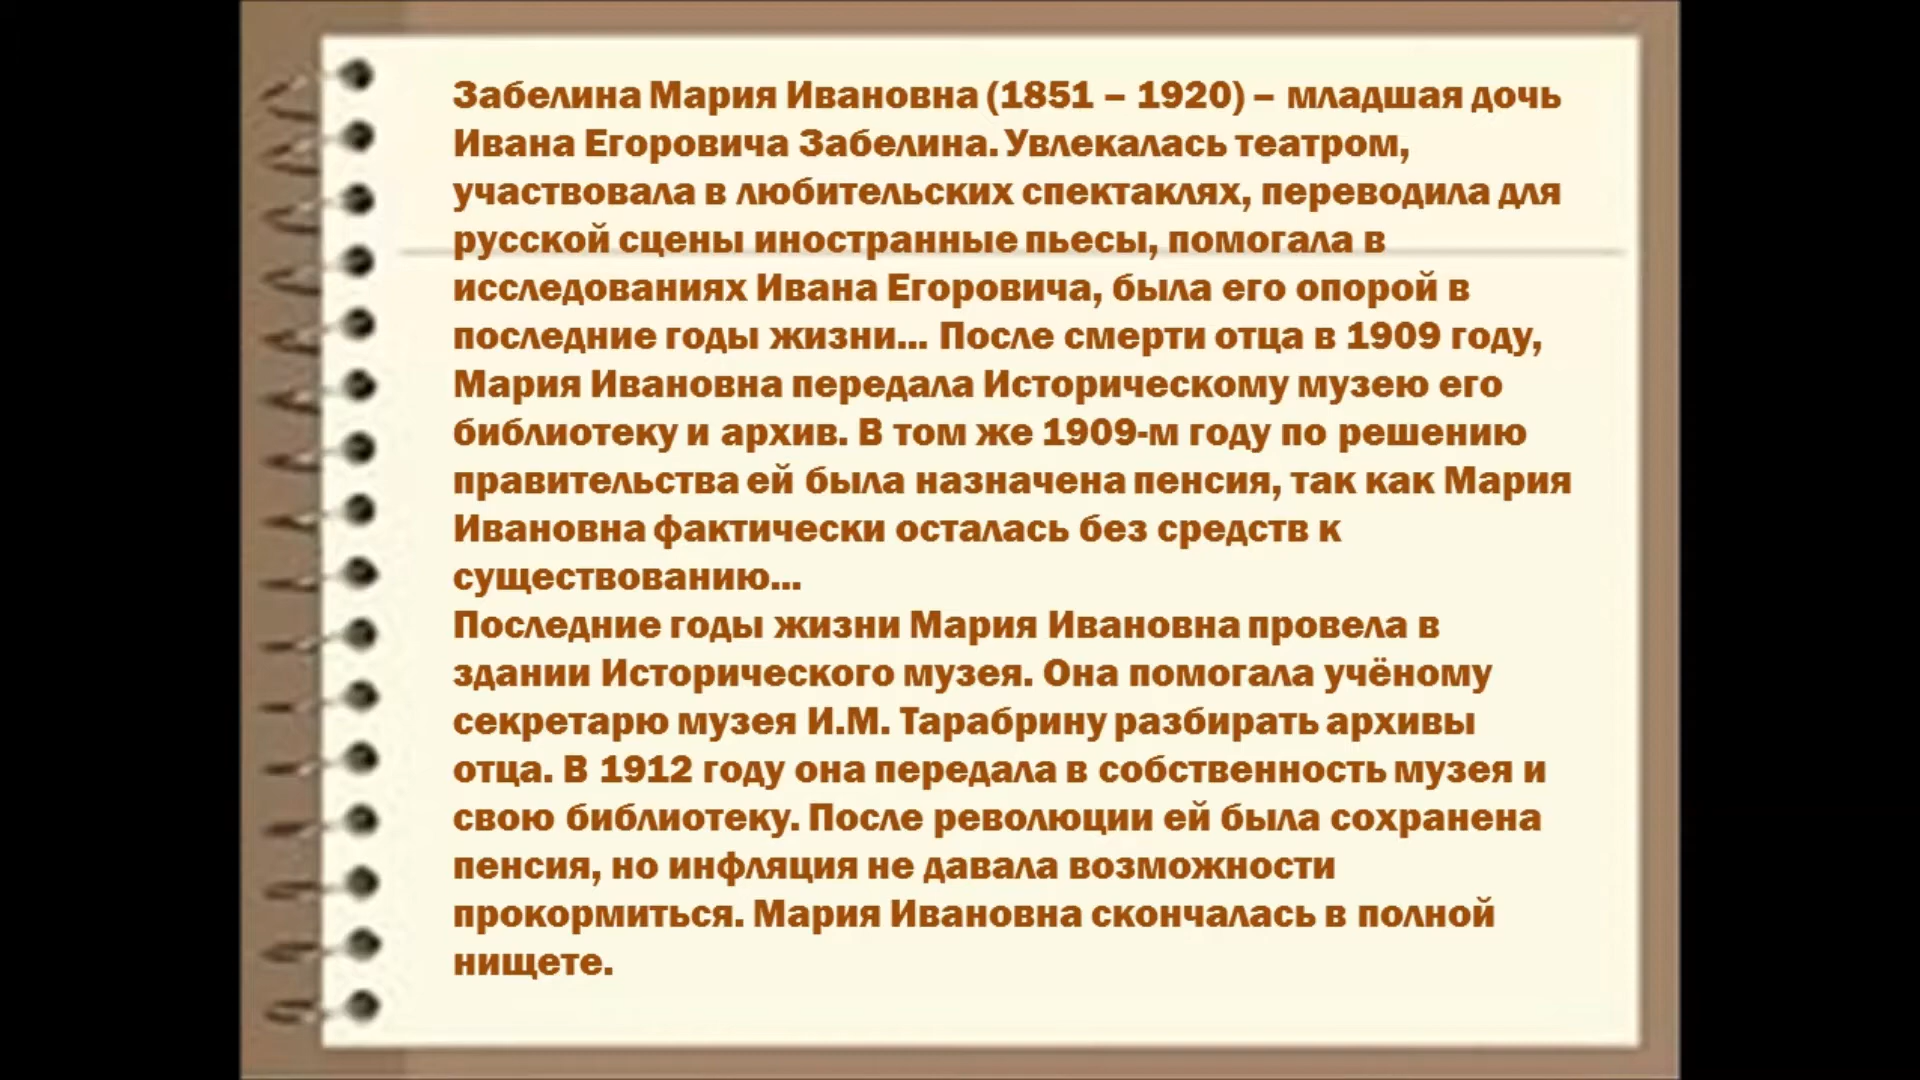 Забелина Мария Ивановна (1851 – 1920) – младшая дочь
Ивана Егоровича Забелина. Увлекалась театром,
участвовала в любительских спектаклях, переводила для
русской сцены иностранные пьесы, помогала в
исследованиях Ивана Егоровича, была его опорой в
последние годы жизни... После смерти отца в 1909 году,
Мария Ивановна передала Историческому музею его
библиотеку и архив. В том же 1909-м году по решению
правительства ей была назначена пенсия, так как Мария
Ивановна фактически осталась без средств к
существованию...
Последние годы жизни Мария Ивановна провела в
здании Исторического музея. Она помогала учёному
секретарю музея И.М. Тарабрину разбирать архивы
отца. В 1912 году она передала в собственность музея и
свою библиотеку. После революции ей была сохранена
пенсия, но инфляция не давала возможности
прокормиться. Мария Ивановна скончалась в полной
нищете.